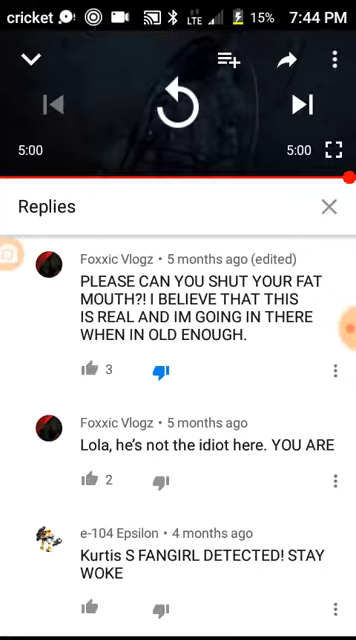 cricket LTE 15% 7:44 PM
5:00 5:00
Replies
Foxxic Vlogz • 5 months ago (edited)
PLEASE CAN YOU SHUT YOUR FAT
MOUTH?! I BELIEVE THAT THIS
IS REAL AND IM GOING IN THERE
WHEN IN OLD ENOUGH.
3
Foxxic Vlogz • 5 months ago
Lola, he's not the idiot here. YOU ARE
2
e-104 Epsilon • 4 months ago
Kurtis S FANGIRL DETECTED! STAY
WOKE